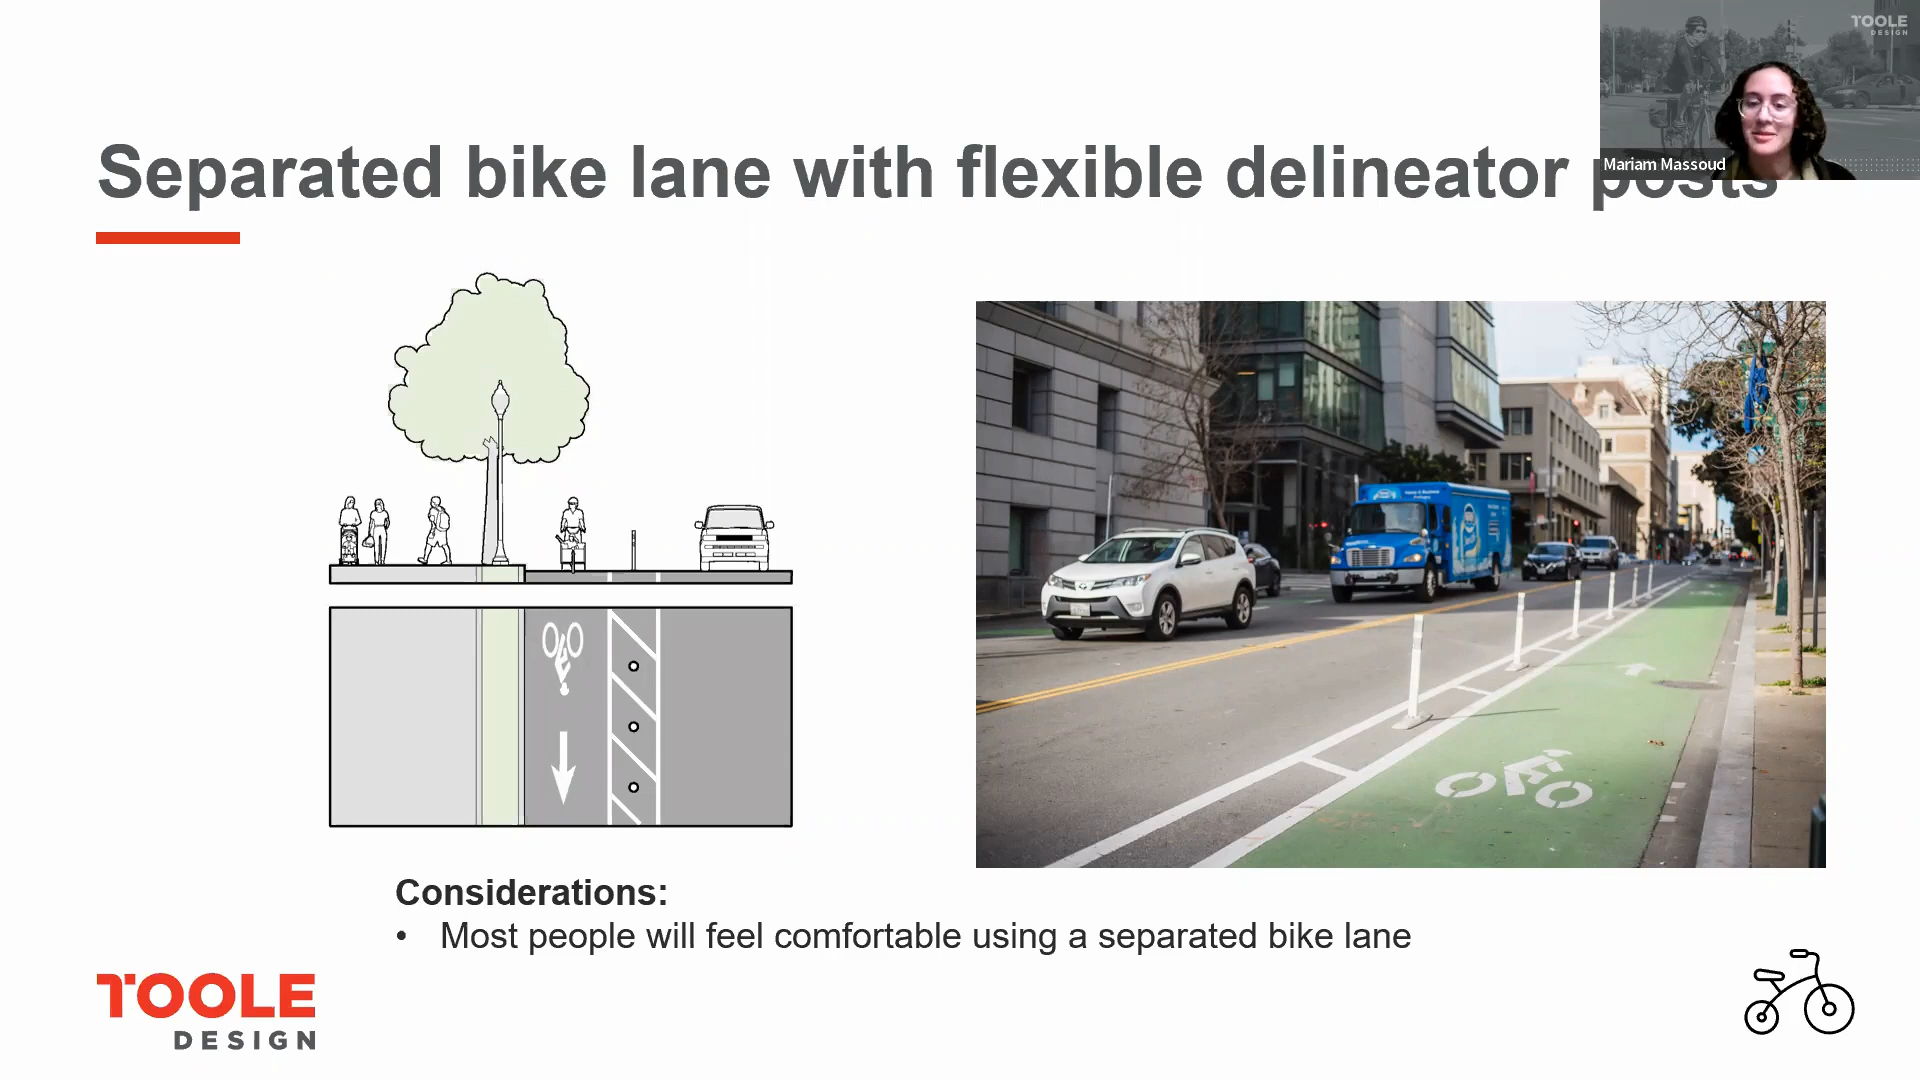 TOOLE
DESIGN
Mariam Massoud
Separated bike lane with flexible delineator posts
Considerations:
• Most people will feel comfortable using a separated bike lane
TOOLE
DESIGN